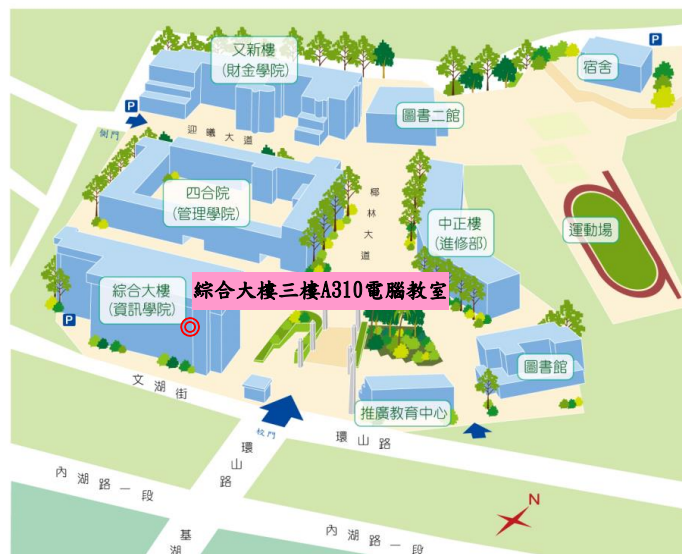 又新樓
(財金學院)
P
宿舍
P
側門
圖書二館
迎曦大道
四合院
(管理學院)
椰林大道
中正樓
(進修部)
運動場
綜合大樓
(資訊學院)
綜合大樓三樓A310電腦教室
P
圖書館
文湖街
推廣教育中心
校門
環山路
環山路
內湖路一段
N
內湖路一段
基湖